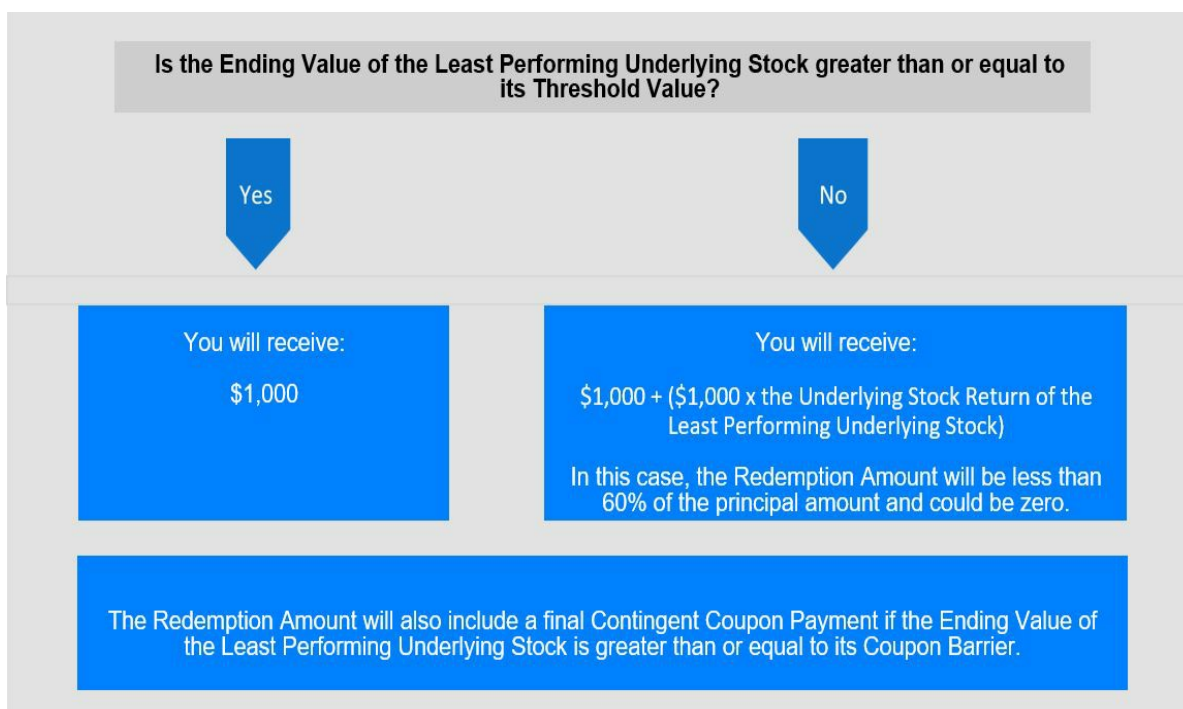 Is the Ending Value of the Least Performing Underlying Stock greater than or equal to
its Threshold Value?
Yes
No
You will receive:
$1,000
You will receive:
$1,000 + ($1,000 x the Underlying Stock Return of the
Least Performing Underlying Stock)
In this case, the Redemption Amount will be less than
60% of the principal amount and could be zero.
The Redemption Amount will also include a final Contingent Coupon Payment if the Ending Value of
the Least Performing Underlying Stock is greater than or equal to its Coupon Barrier.